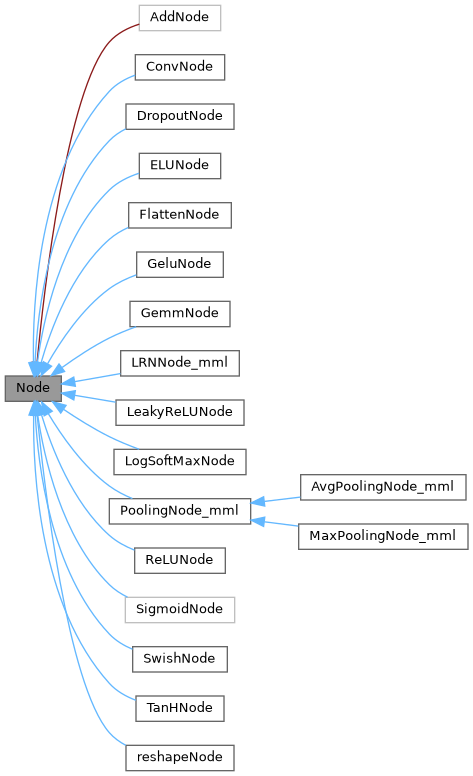 AddNode
ConvNode
DropoutNode
ELUNode
FlattenNode
GeluNode
GemmNode
LRNNode_mml
Node
LeakyReLUNode
LogSoftMaxNode
AvgPoolingNode_mml
PoolingNode_mml
MaxPoolingNode_mml
ReLUNode
SigmoidNode
SwishNode
TanHNode
reshapeNode